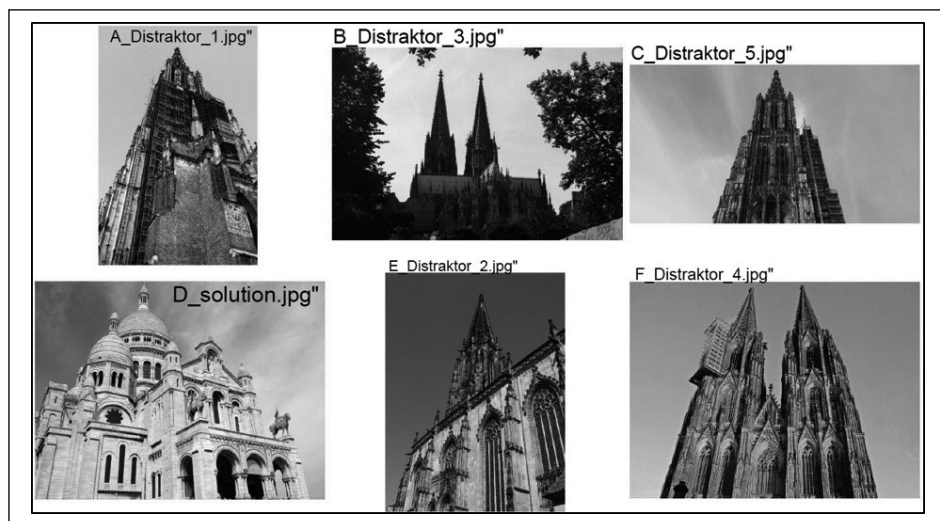 A_Distraktor_1.jpg"
B_Distraktor_3.jpg"
C_Distraktor_5.jpg"
D_solution.jpg"
E_Distraktor_2.jpg"
F_Distraktor_4.jpg"